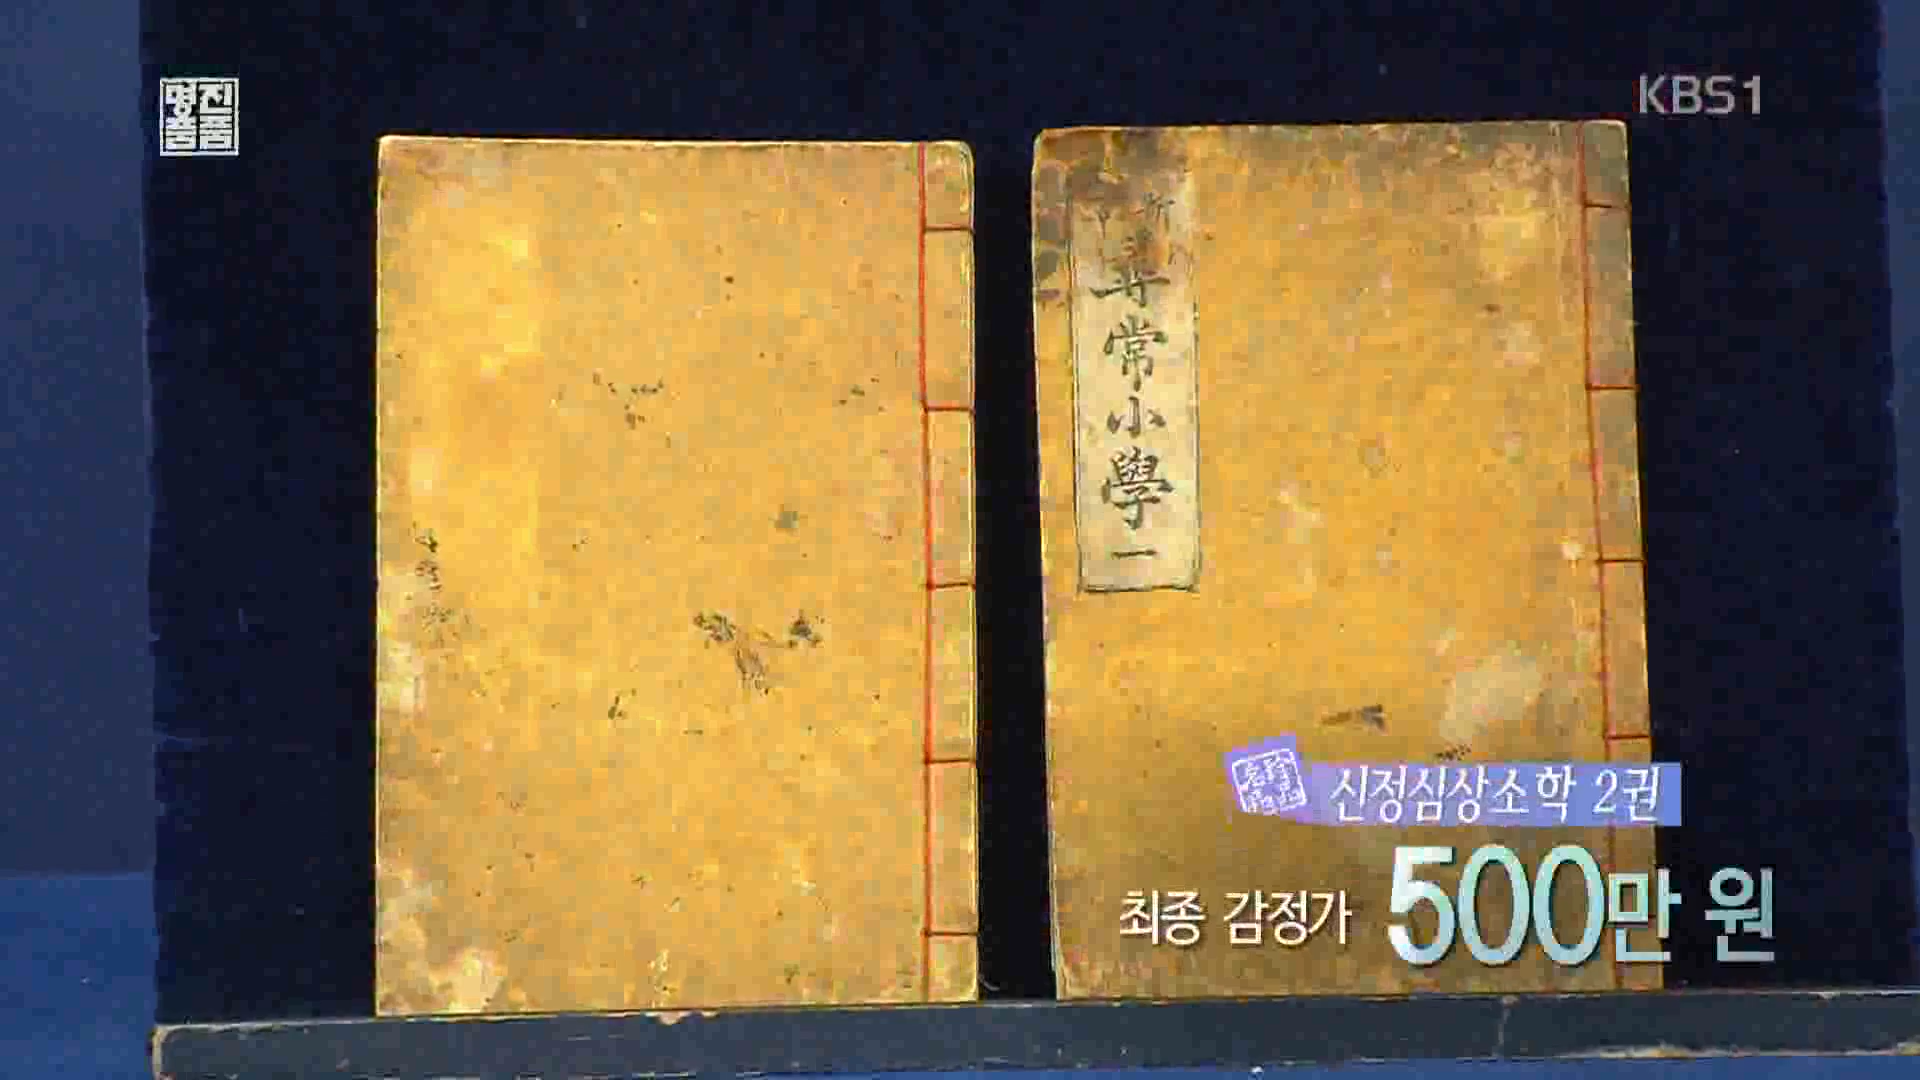 진품
명품
KBS1
新
尋常小學一
신정심상소학 2권
최종 감정가 500만 원